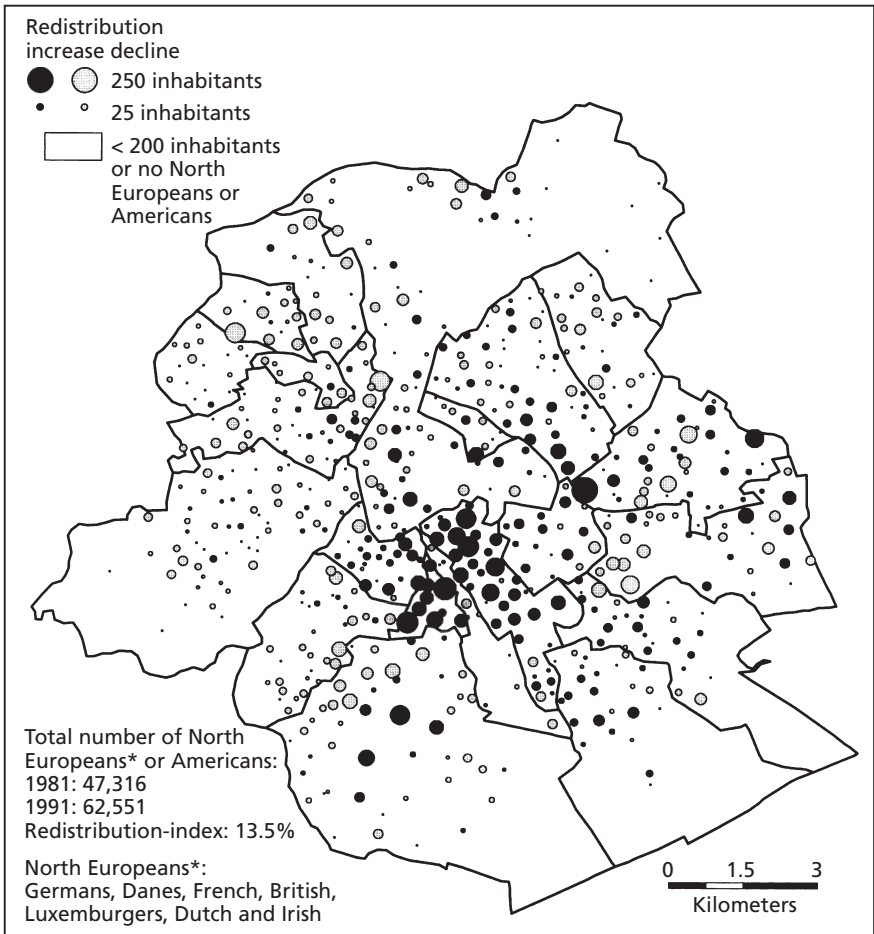 Redistribution
increase decline
250 inhabitants
25 inhabitants
< 200 inhabitants
or no North
Europeans or
Americans
Total number of North
Europeans* or Americans:
1981: 47,316
1991: 62,551
Redistribution-index: 13.5%
North Europeans*:
Germans, Danes, French, British,
Luxemburgers, Dutch and Irish
0 1.5 3
Kilometers